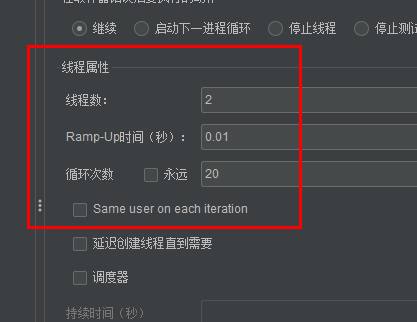 继续 启动下一进程循环 停止线程 停止测试
线程属性
线程数： 2
Ramp-Up时间（秒）： 0.01
循环次数 永远 20
Same user on each iteration
延迟创建线程直到需要
调度器
持续时间（秒）